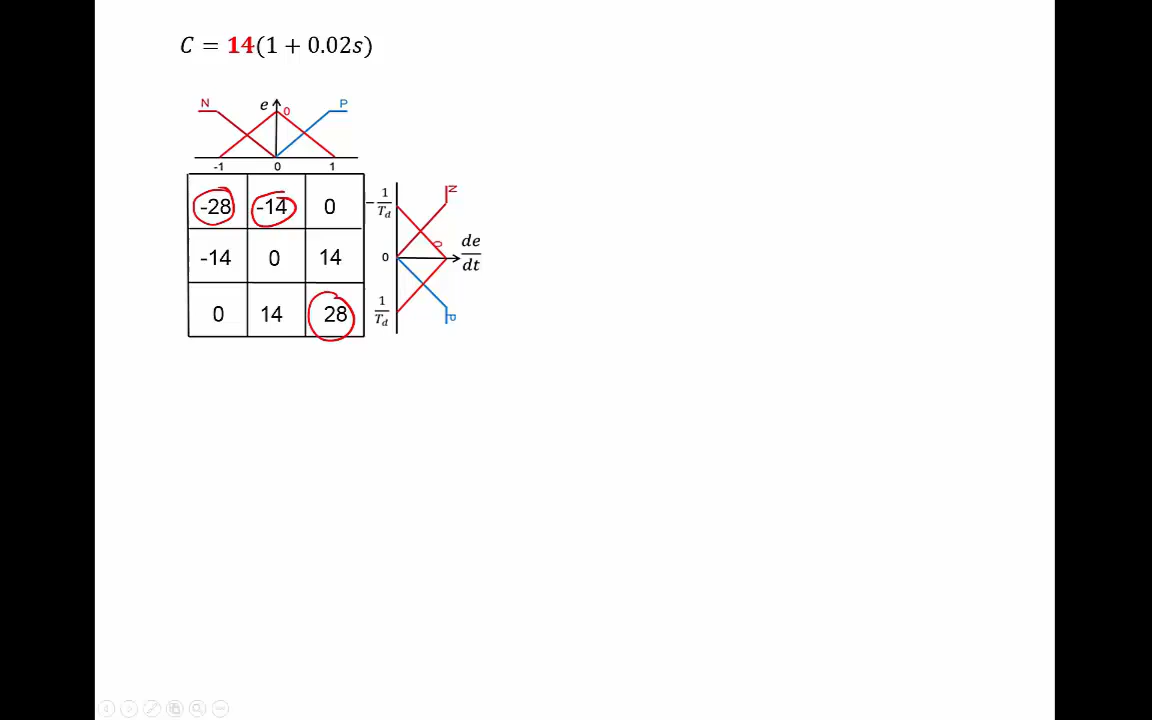 C = 14(1 + 0.02s)
N e 0 P
-1 0 1
-28 -14 0
-14 0 14
0 14 28
N
-1/T_d
0
de/dt
0
1/T_d
P